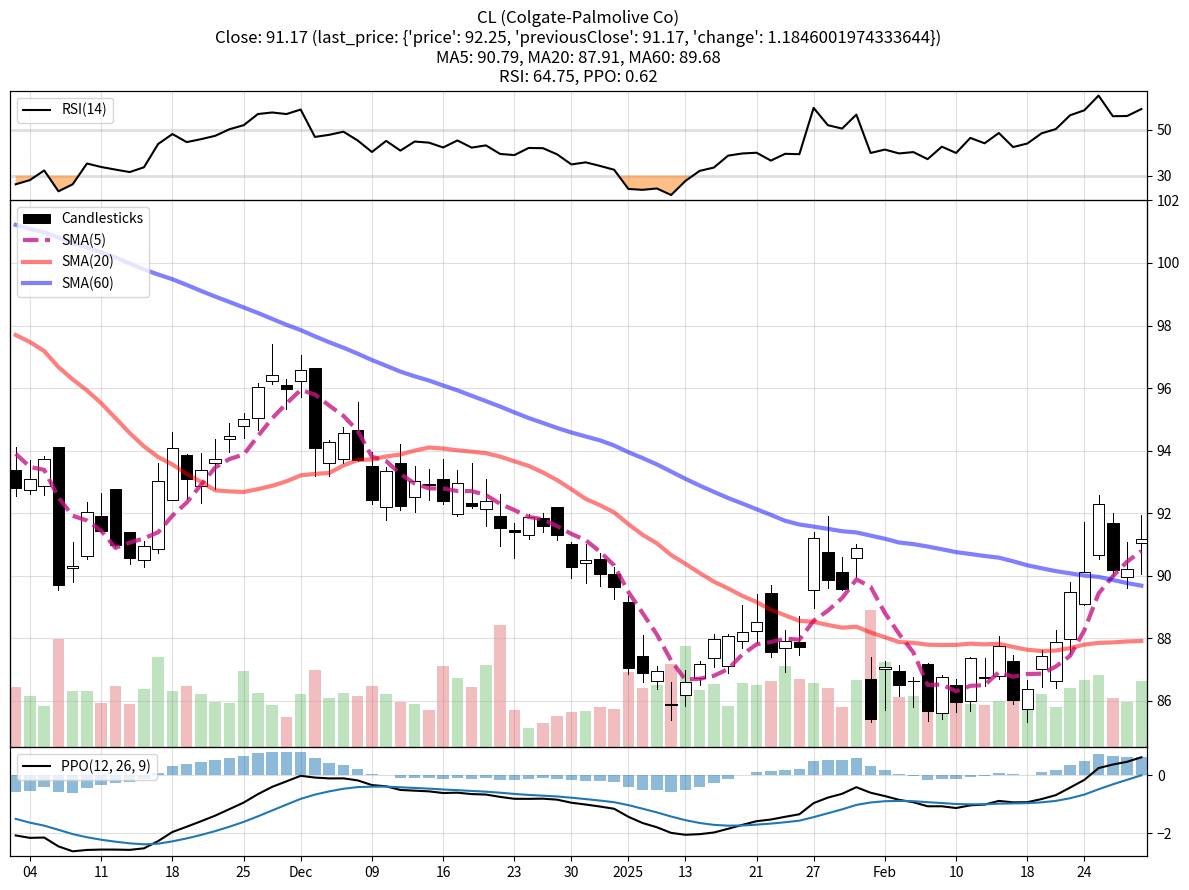 CL (Colgate-Palmolive Co)
Close: 91.17 (last_price: {'price': 92.25, 'previousClose': 91.17, 'change': 1.1846001974333644})
MA5: 90.79, MA20: 87.91, MA60: 89.68
RSI: 64.75, PPO: 0.62
RSI(14)
50
30
102
Candlesticks
SMA(5)
SMA(20)
SMA(60)
100
98
96
94
92
90
88
86
PPO(12, 26, 9)
0
−2
04 11 18 25 Dec 09 16 23 30 2025 13 21 27 Feb 10 18 24